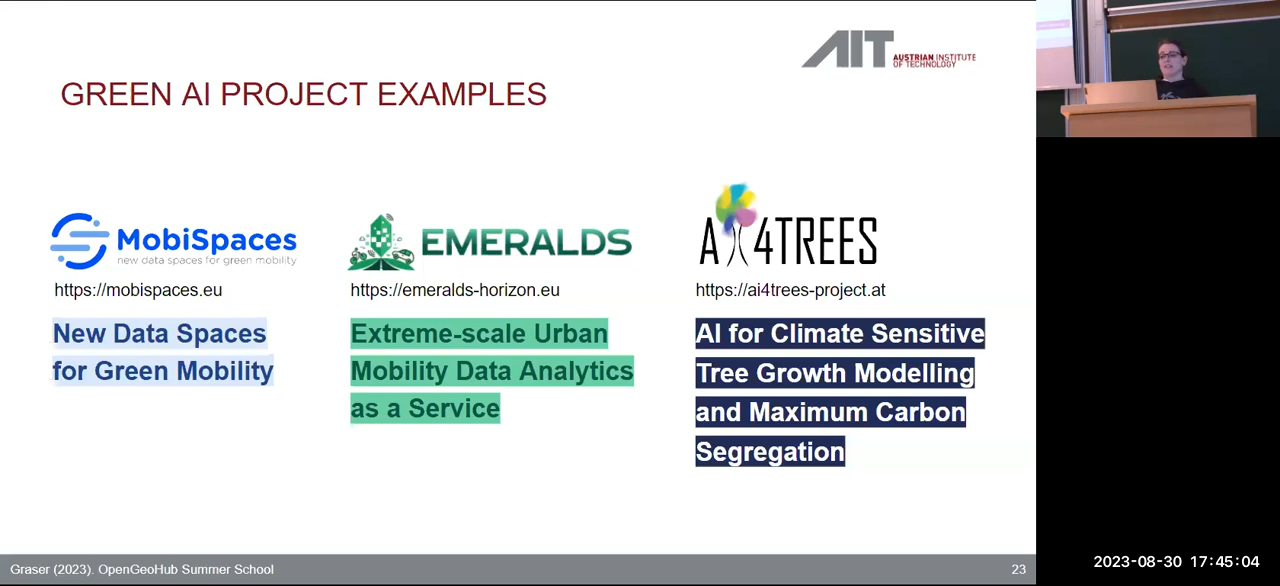 AIT
AUSTRIAN INSTITUTE
OF TECHNOLOGY
GREEN AI PROJECT EXAMPLES
MobiSpaces
new data spaces for green mobility
https://mobispaces.eu
New Data Spaces
for Green Mobility
EMERALDS
https://emeralds-horizon.eu
Extreme-scale Urban
Mobility Data Analytics
as a Service
AI4TREES
https://ai4trees-project.at
AI for Climate Sensitive
Tree Growth Modelling
and Maximum Carbon
Segregation
Graser (2023). OpenGeoHub Summer School
23
2023-08-30 17:45:04